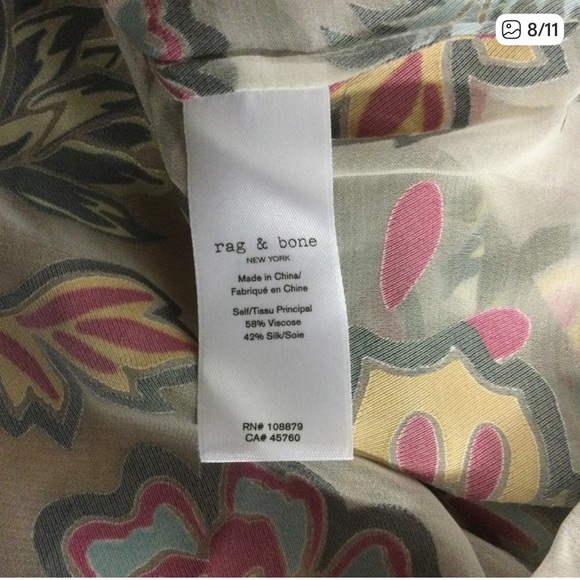 8/11
rag & bone
NEW YORK
Made in China/
Fabriqué en Chine
Self/Tissu Principal
58% Viscose
42% Silk/Soie
RN# 108879
CA# 45760